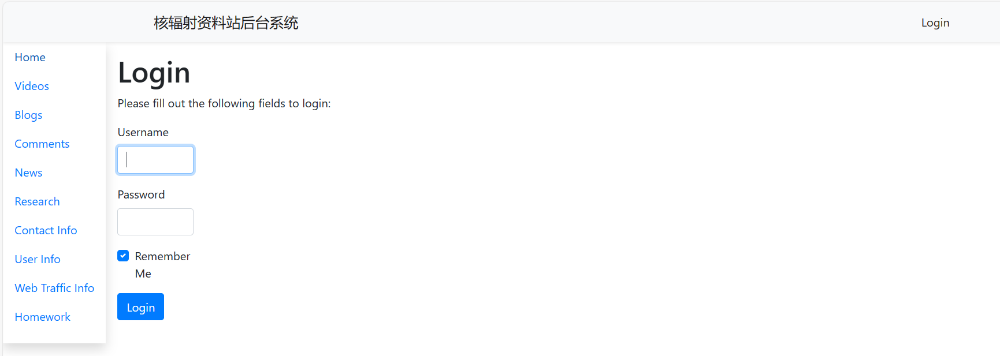 核辐射资料站后台系统
Login
Home
Videos
Blogs
Comments
News
Research
Contact Info
User Info
Web Traffic Info
Homework
Login
Please fill out the following fields to login:
Username
Password
Remember
Me
Login